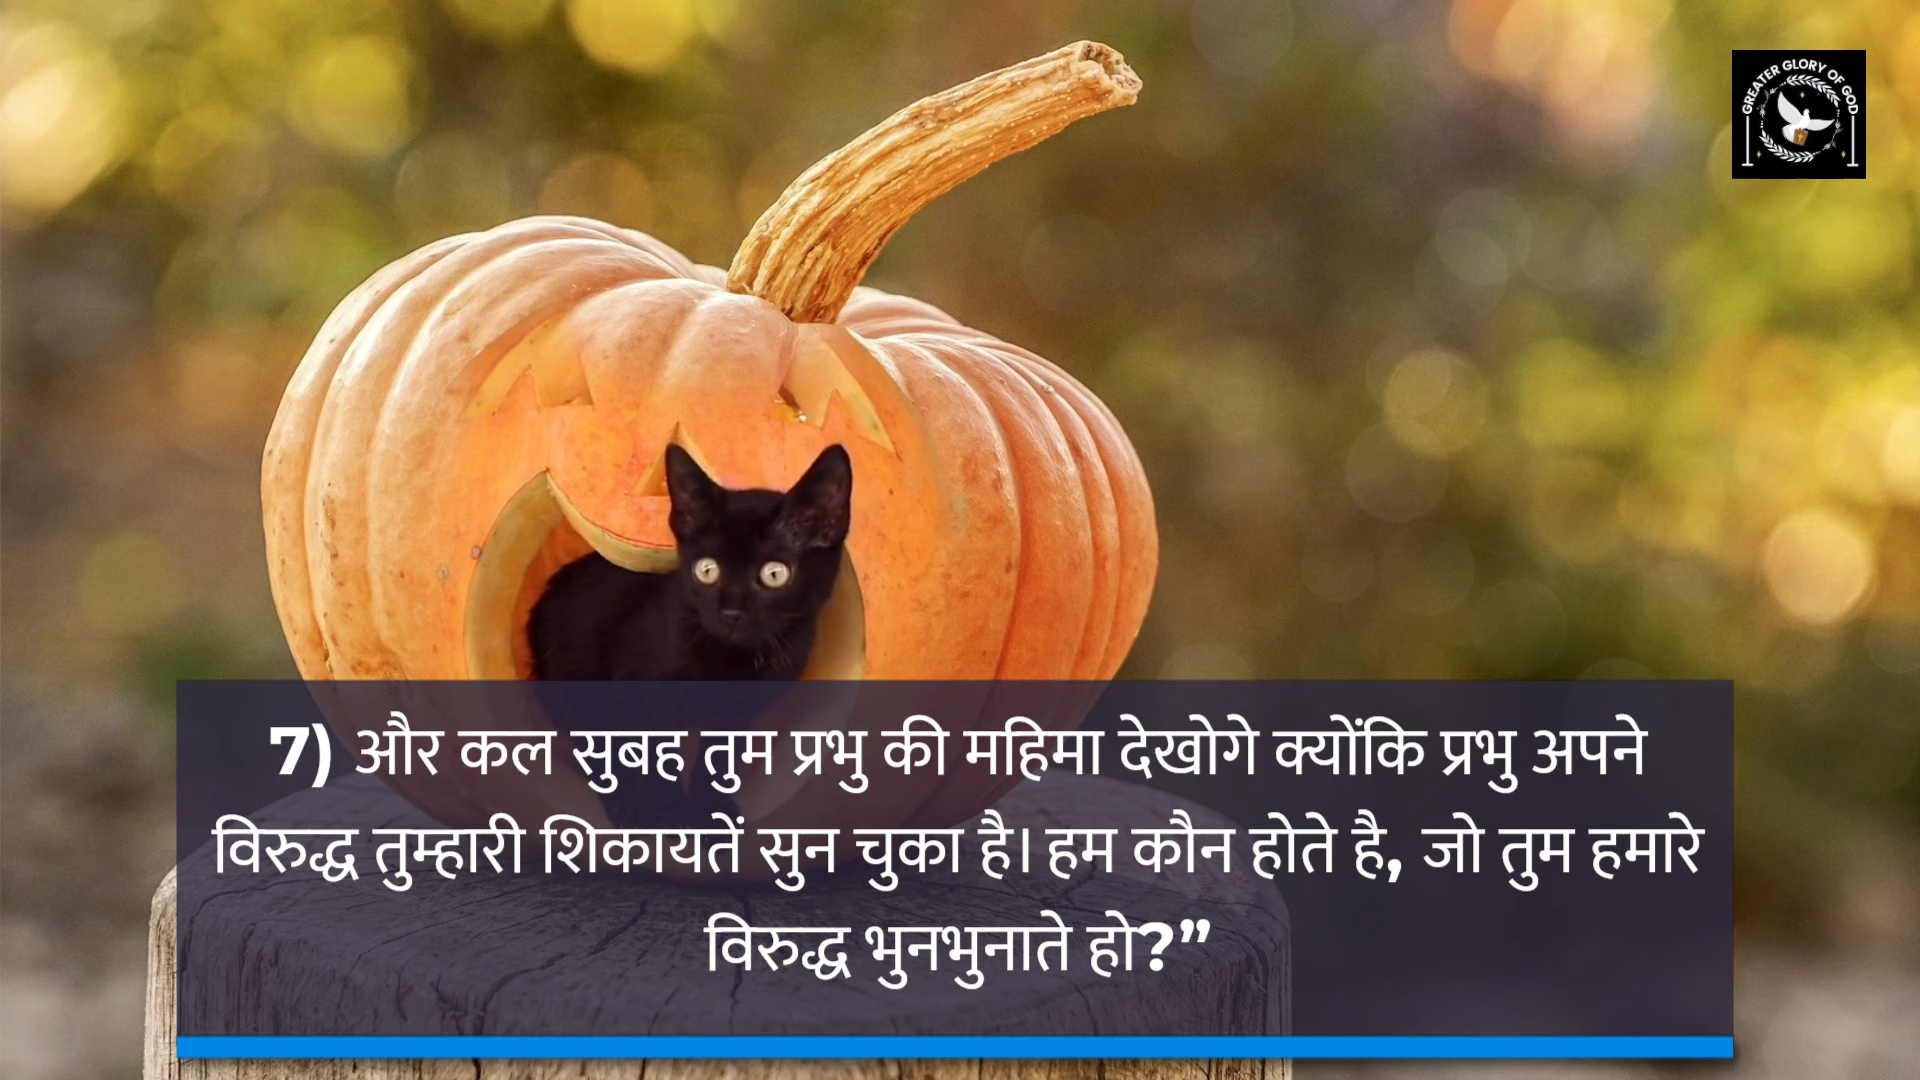 GREATER GLORY OF GOD
7) और कल सुबह तुम प्रभु की महिमा देखोगे क्योंकि प्रभु अपने
विरुद्ध तुम्हारी शिकायतें सुन चुका है। हम कौन होते है, जो तुम हमारे
विरुद्ध भुनभुनाते हो?”